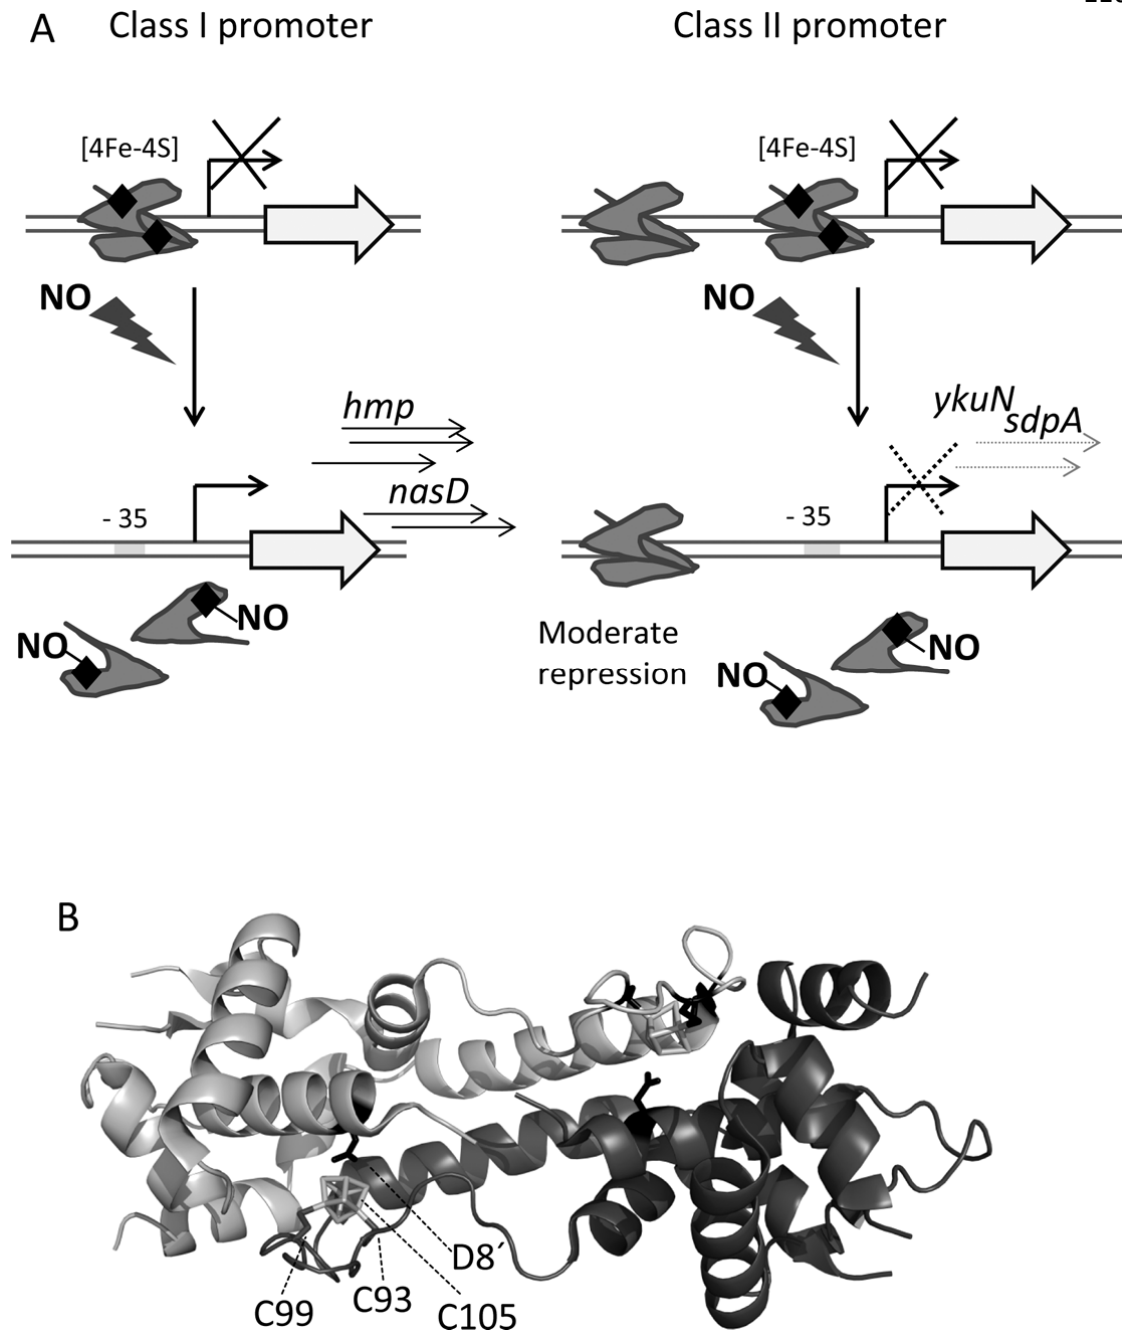 A
Class I promoter
Class II promoter
[4Fe-4S]
[4Fe-4S]
NO
NO
hmp
nasD
- 35
NO
NO
ykuN
sdpA
- 35
Moderate
repression
NO
NO
B
D8´
C99
C93
C105